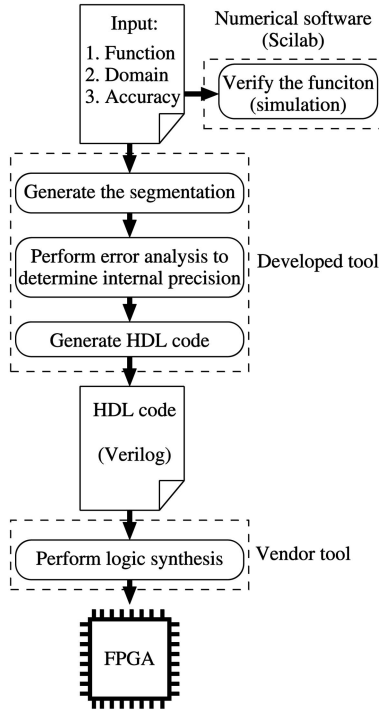 Input:
1. Function
2. Domain
3. Accuracy
Numerical software
(Scilab)
Verify the funciton
(simulation)
Generate the segmentation
Perform error analysis to
determine internal precision
Developed tool
Generate HDL code
HDL code
(Verilog)
Perform logic synthesis
Vendor tool
FPGA